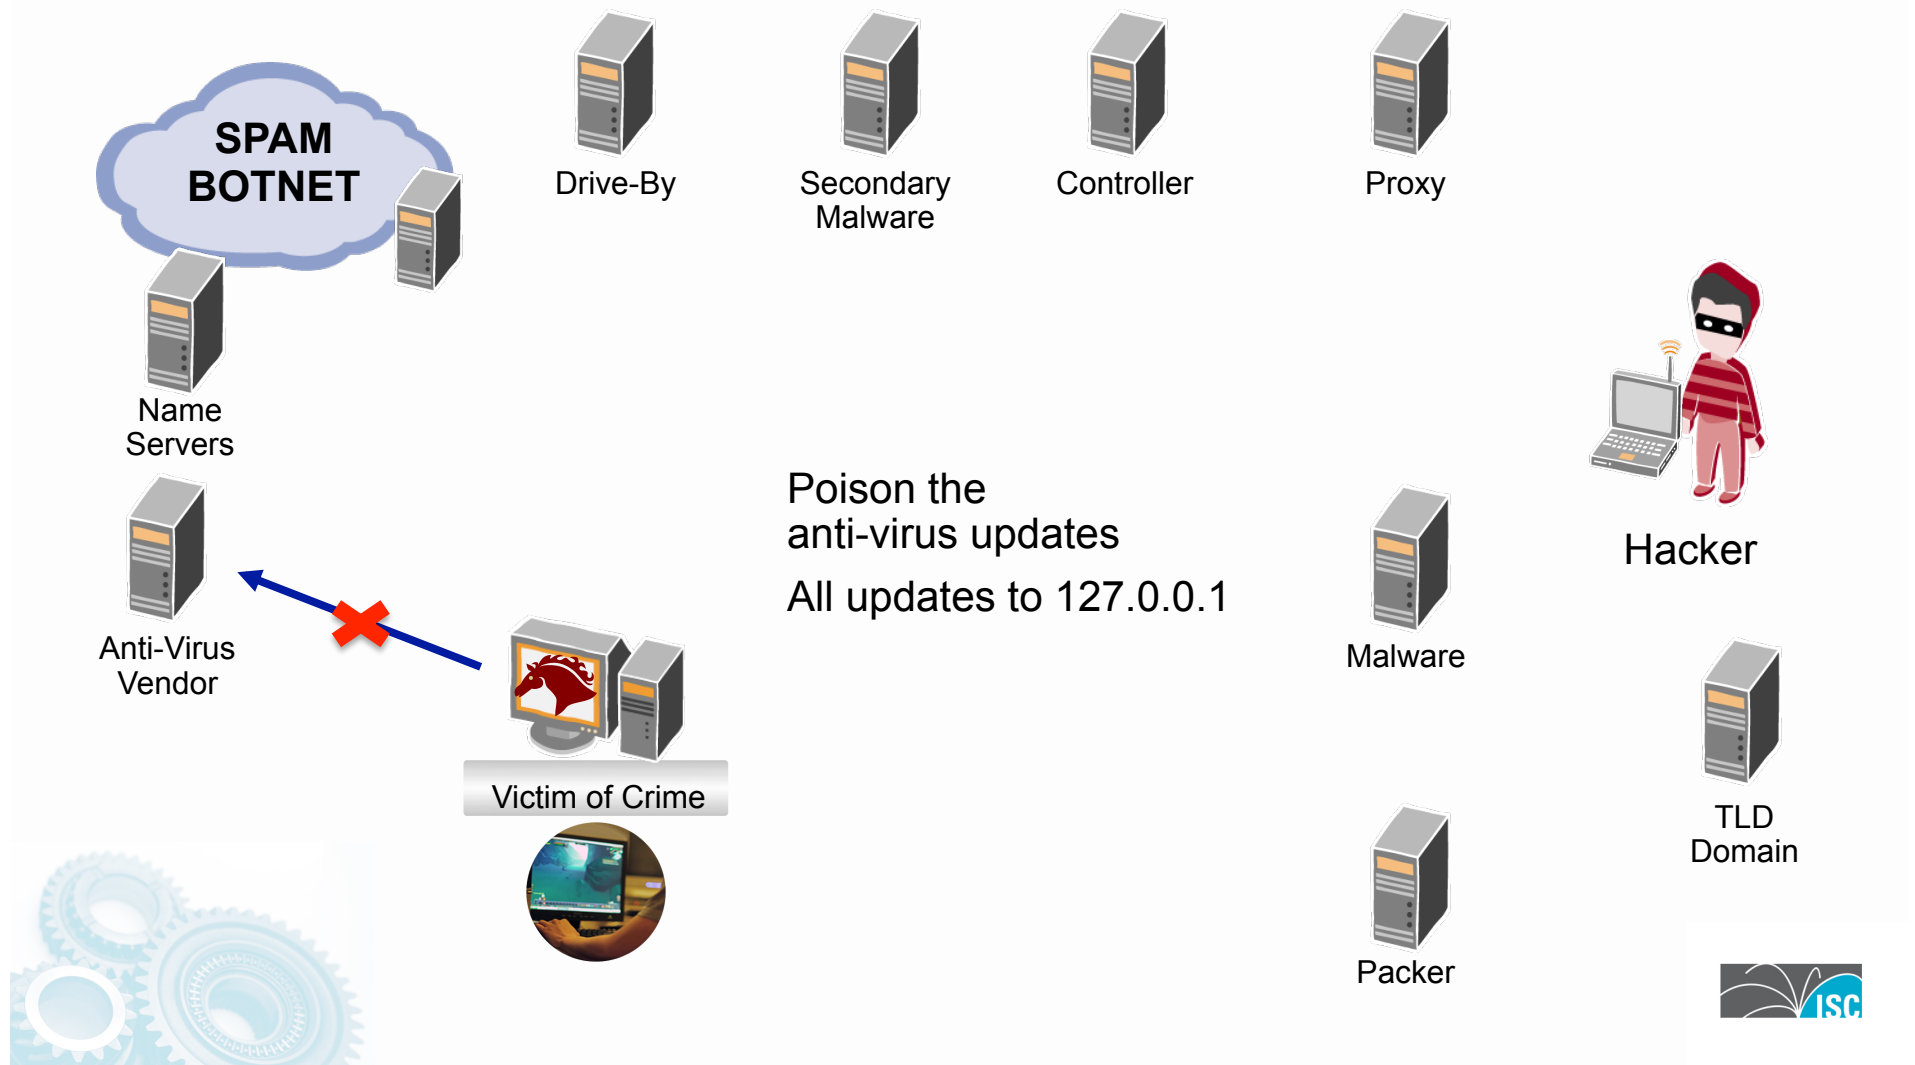 SPAM
BOTNET
Drive-By
Secondary
Malware
Controller
Proxy
Name
Servers
Poison the
anti-virus updates
All updates to 127.0.0.1
Hacker
Anti-Virus
Vendor
Malware
Victim of Crime
TLD
Domain
Packer
ISC